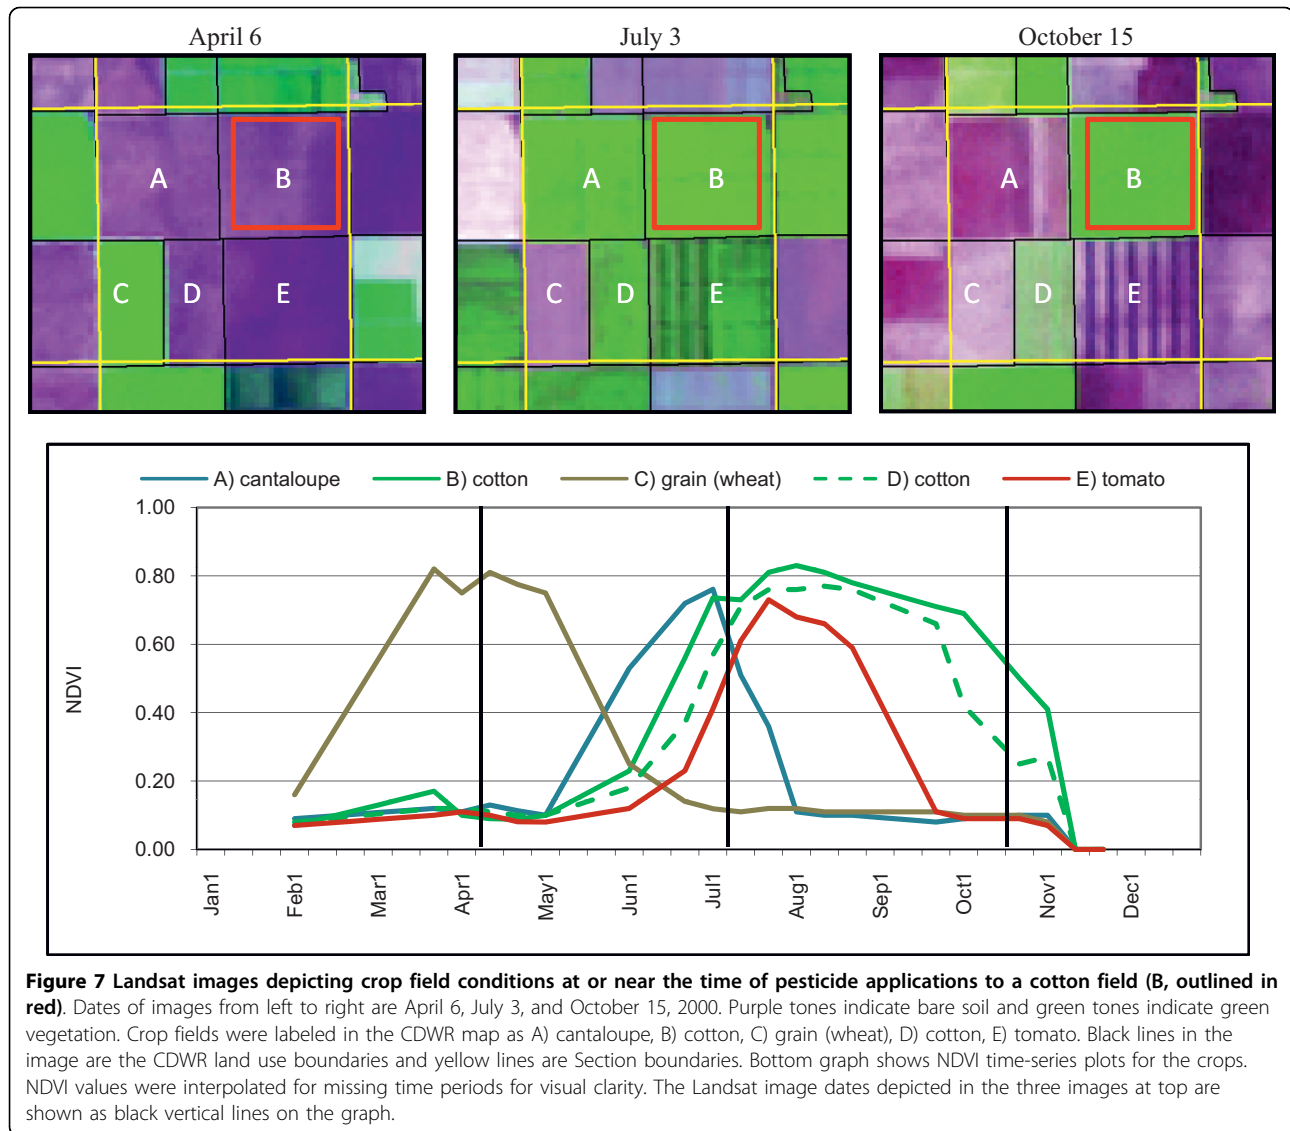 April 6
July 3
October 15
A
B
C
D
E
A
B
C
D
E
A
B
C
D
E
A) cantaloupe
B) cotton
C) grain (wheat)
D) cotton
E) tomato
1.00
0.80
0.60
0.40
0.20
0.00
NDVI
Jan1
Feb1
Mar1
Apr1
May1
Jun1
Jul1
Aug1
Sep1
Oct1
Nov1
Dec1
Figure 7 Landsat images depicting crop field conditions at or near the time of pesticide applications to a cotton field (B, outlined in
red). Dates of images from left to right are April 6, July 3, and October 15, 2000. Purple tones indicate bare soil and green tones indicate green
vegetation. Crop fields were labeled in the CDWR map as A) cantaloupe, B) cotton, C) grain (wheat), D) cotton, E) tomato. Black lines in the
image are the CDWR land use boundaries and yellow lines are Section boundaries. Bottom graph shows NDVI time-series plots for the crops.
NDVI values were interpolated for missing time periods for visual clarity. The Landsat image dates depicted in the three images at top are
shown as black vertical lines on the graph.